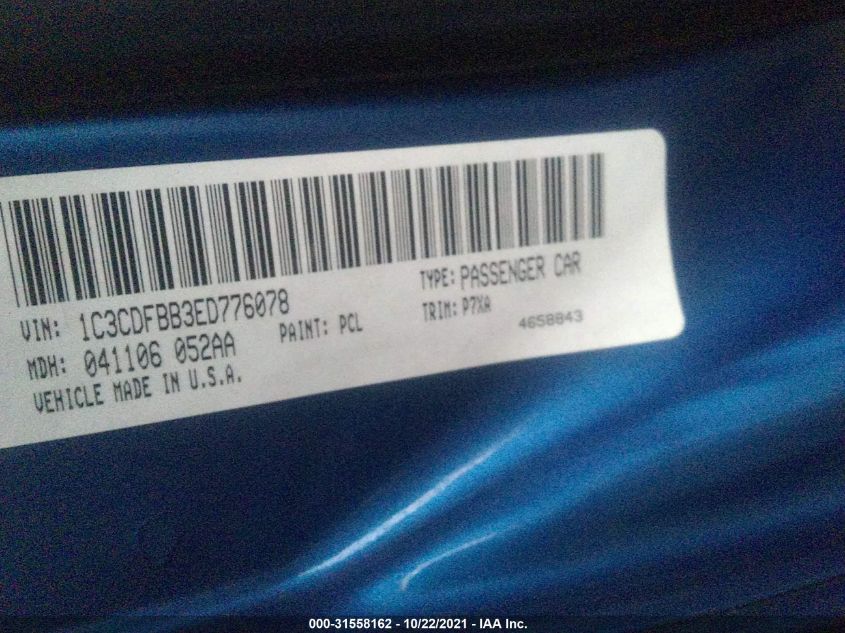 VIN: 1C3CDFBB3ED776078 TYPE: PASSENGER CAR
MDH: 041106 052AA PAINT: PCL TRIM: P7XA
VEHICLE MADE IN U.S.A. 4658843
000-31558162 - 10/22/2021 - IAA Inc.